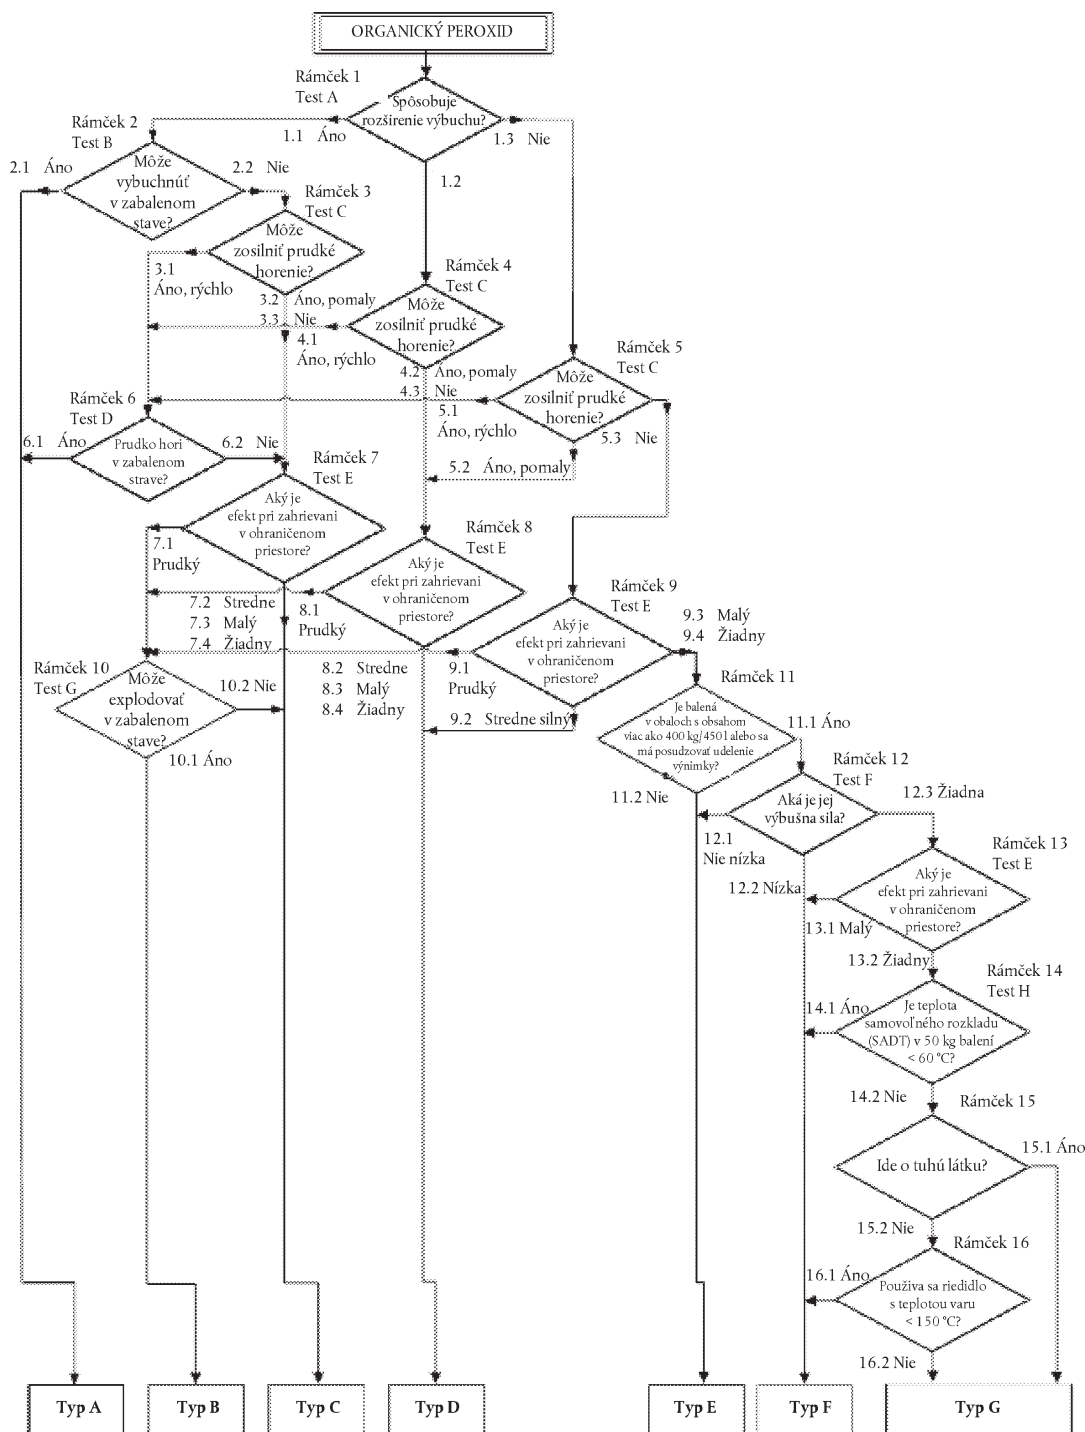 ORGANICKÝ PEROXID
Rámček 1
Test A
Spôsobuje
rozšírenie výbuchu?
1.1 Áno
1.3 Nie
1.2
Rámček 2
Test B
2.1 Áno
Môže
vybuchnúť
v zabalenom
stave?
2.2 Nie
Rámček 3
Test C
Môže
zosilniť prudké
horenie?
3.1
Áno, rýchlo
3.2 Áno, pomaly
3.3 Nie
Rámček 4
Test C
Môže
zosilniť prudké
horenie?
4.1
Áno, rýchlo
4.2 Áno, pomaly
4.3 Nie
Rámček 5
Test C
Môže
zosilniť prudké
horenie?
5.1
Áno, rýchlo
5.3 Nie
5.2 Áno, pomaly
Rámček 6
Test D
6.1 Áno
Prudko hori
v zabalenom
strave?
6.2 Nie
Rámček 7
Test E
Aký je
efekt pri zahrievani
v ohraničenom
priestore?
7.1
Prudký
7.2 Stredne
7.3 Malý
7.4 Žiadny
Rámček 8
Test E
Aký je
efekt pri zahrievani
v ohraničenom
priestore?
8.1
Prudký
8.2 Stredne
8.3 Malý
8.4 Žiadny
Rámček 9
Test E
Aký je
efekt pri zahrievani
v ohraničenom
priestore?
9.1
Prudký
9.2 Stredne silný
9.3 Malý
9.4 Žiadny
Rámček 10
Test G
Môže
explodovať
v zabalenom
stave?
10.2 Nie
10.1 Áno
Rámček 11
Je balená
v obaloch s obsahom
viac ako 400 kg/450 l alebo sa
má posudzovať udelenie
výnimky?
11.1 Áno
11.2 Nie
Rámček 12
Test F
Aká je jej
výbušna sila?
12.3 Žiadna
12.1
Nie nízka
12.2 Nízka
Rámček 13
Test E
Aký je
efekt pri zahrievani
v ohraničenom
priestore?
13.1 Malý
13.2 Žiadny
Rámček 14
Test H
14.1 Áno
Je teplota
samovoľného rozkladu
(SADT) v 50 kg balení
< 60 °C?
14.2 Nie
Rámček 15
Ide o tuhú látku?
15.1 Áno
15.2 Nie
Rámček 16
16.1 Áno
Použiva sa riedidlo
s teplotou varu
< 150 °C?
16.2 Nie
Typ A
Typ B
Typ C
Typ D
Typ E
Typ F
Typ G